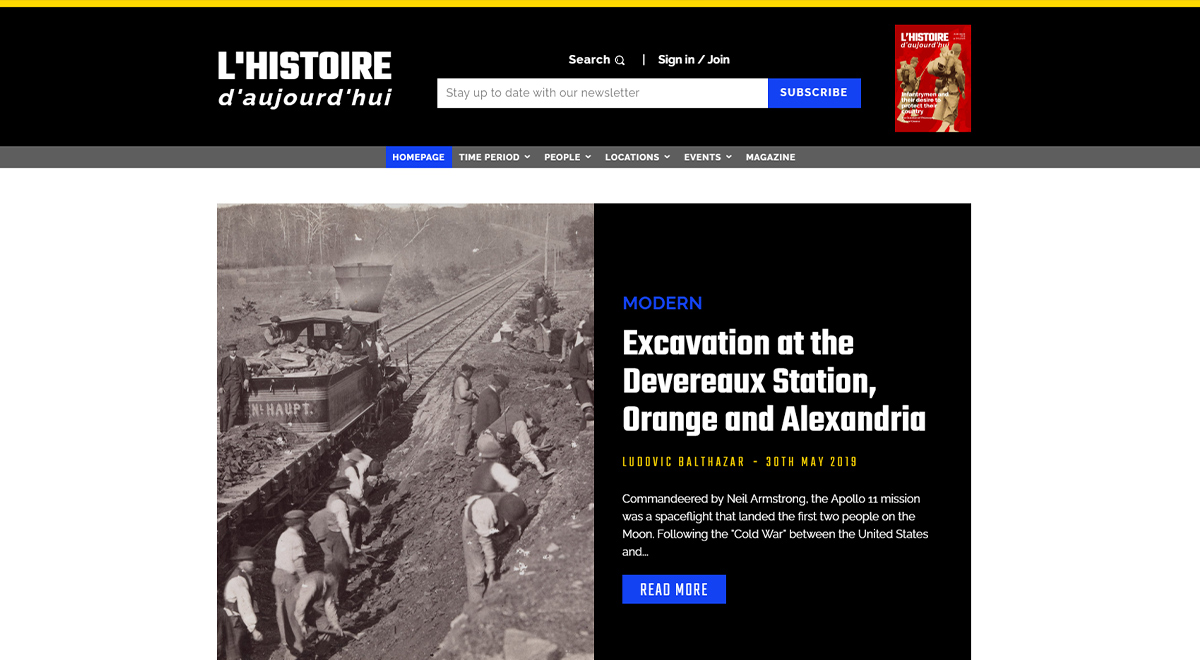 L'HISTOIRE
d'aujourd'hui
Search
|
Sign in / Join
Stay up to date with our newsletter
SUBSCRIBE
L'HISTOIRE
d'aujourd'hui
Infantrymen and
their desire to
protect their
country
HOMEPAGE
TIME PERIOD
PEOPLE
LOCATIONS
EVENTS
MAGAZINE
HAUPT.
MODERN
Excavation at the
Devereaux Station,
Orange and Alexandria
LUDOVIC BALTHAZAR - 30TH MAY 2019
Commandeered by Neil Armstrong, the Apollo 11 mission
was a spaceflight that landed the first two people on the
Moon. Following the "Cold War" between the United States
and...
READ MORE